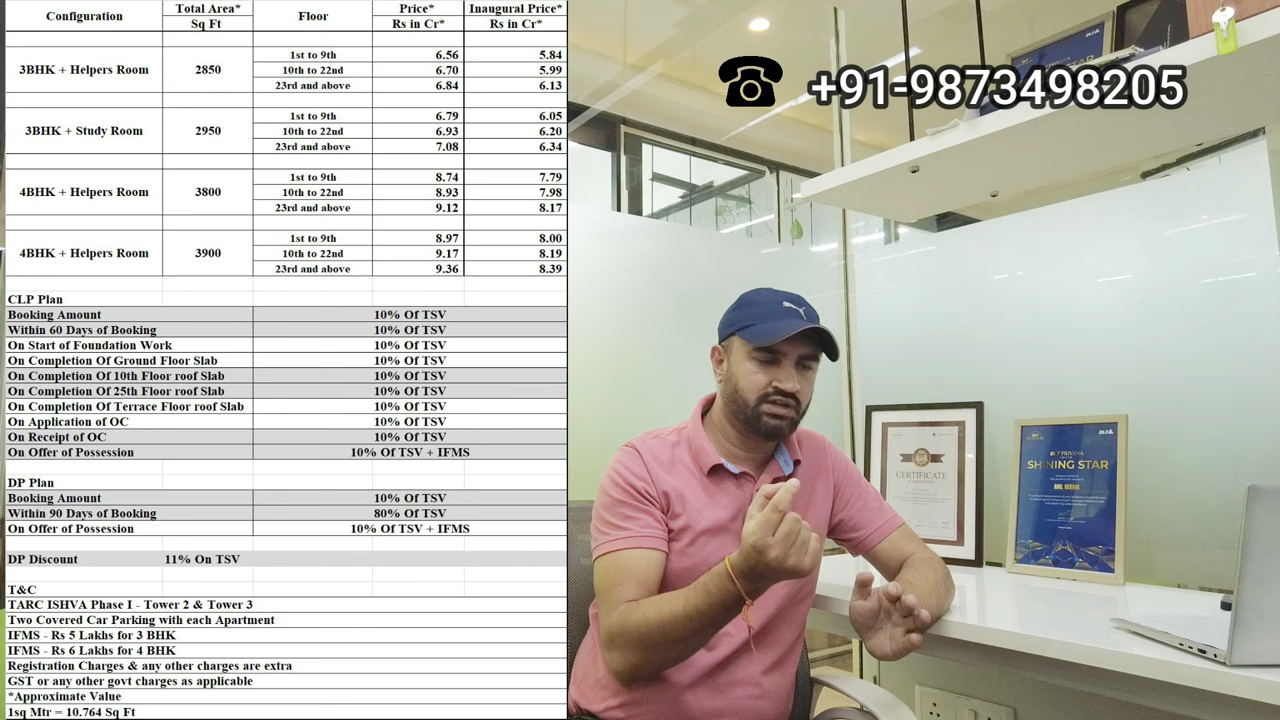 Configuration Total Area* Floor Price* Inaugural Price*
Sq Ft Rs in Cr* Rs in Cr*
3BHK + Helpers Room 2850 1st to 9th 6.56 5.84
10th to 22nd 6.70 5.99
23rd and above 6.84 6.13
3BHK + Study Room 2950 1st to 9th 6.79 6.05
10th to 22nd 6.93 6.20
23rd and above 7.08 6.34
4BHK + Helpers Room 3800 1st to 9th 8.74 7.79
10th to 22nd 8.93 7.98
23rd and above 9.12 8.17
4BHK + Helpers Room 3900 1st to 9th 8.97 8.00
10th to 22nd 9.17 8.19
23rd and above 9.36 8.39
CLP Plan
Booking Amount 10% Of TSV
Within 60 Days of Booking 10% Of TSV
On Start of Foundation Work 10% Of TSV
On Completion Of Ground Floor Slab 10% Of TSV
On Completion Of 10th Floor roof Slab 10% Of TSV
On Completion Of 25th Floor roof Slab 10% Of TSV
On Completion Of Terrace Floor roof Slab 10% Of TSV
On Application of OC 10% Of TSV
On Receipt of OC 10% Of TSV
On Offer of Possession 10% Of TSV + IFMS
DP Plan
Booking Amount 10% Of TSV
Within 90 Days of Booking 80% Of TSV
On Offer of Possession 10% Of TSV + IFMS
DP Discount 11% On TSV
T&C
TARC ISHVA Phase I - Tower 2 & Tower 3
Two Covered Car Parking with each Apartment
IFMS - Rs 5 Lakhs for 3 BHK
IFMS - Rs 6 Lakhs for 4 BHK
Registration Charges & any other charges are extra
GST or any other govt charges as applicable
*Approximate Value
1sq Mtr = 10.764 Sq Ft
+91-9873498205
CERTIFICATE
PRIVANA
SHINING STAR